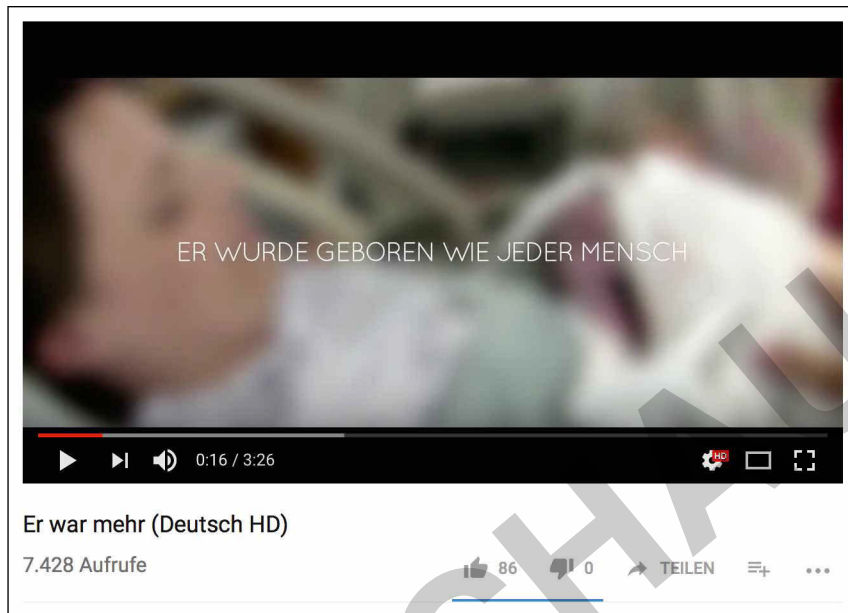 ER WURDE GEBOREN WIE JEDER MENSCH
0:16 / 3:26
HD
Er war mehr (Deutsch HD)
7.428 Aufrufe
86
0
TEILEN